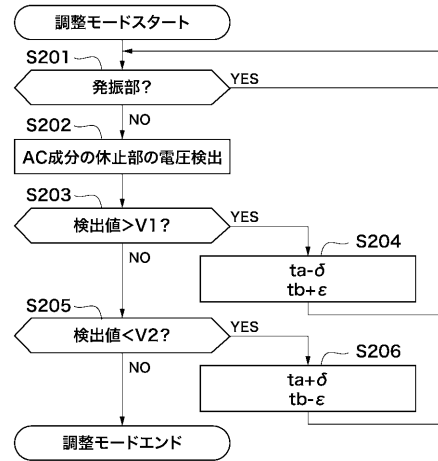 調整モードスタート
S201
発振部?
YES
NO
S202
AC成分の休止部の電圧検出
S203
検出値>V1?
YES
NO
S204
ta-δ
tb+ε
S205
検出値<V2?
YES
NO
S206
ta+δ
tb-ε
調整モードエンド